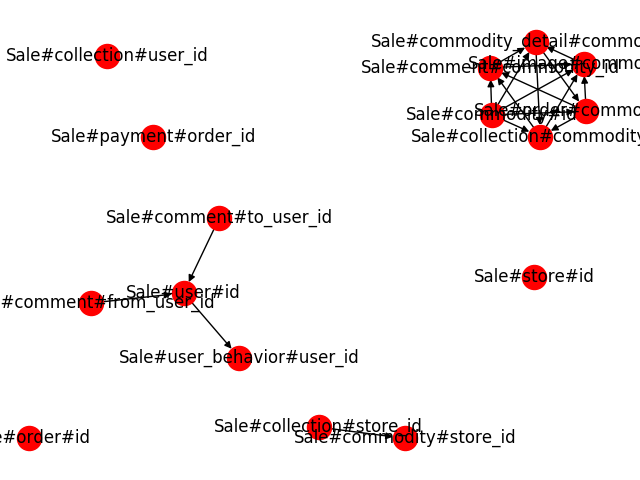 Sale#commodity_detail#commo
Sale#collection#user_id
Sale#image#commo
Sale#comment#commodity_id
Sale#order#commo
Sale#commodity#id
Sale#payment#order_id
Sale#collection#commodity
Sale#comment#to_user_id
Sale#store#id
Sale#user#id
#comment#from_user_id
Sale#user_behavior#user_id
Sale#collection#store_id
e#order#id
Sale#commodity#store_id